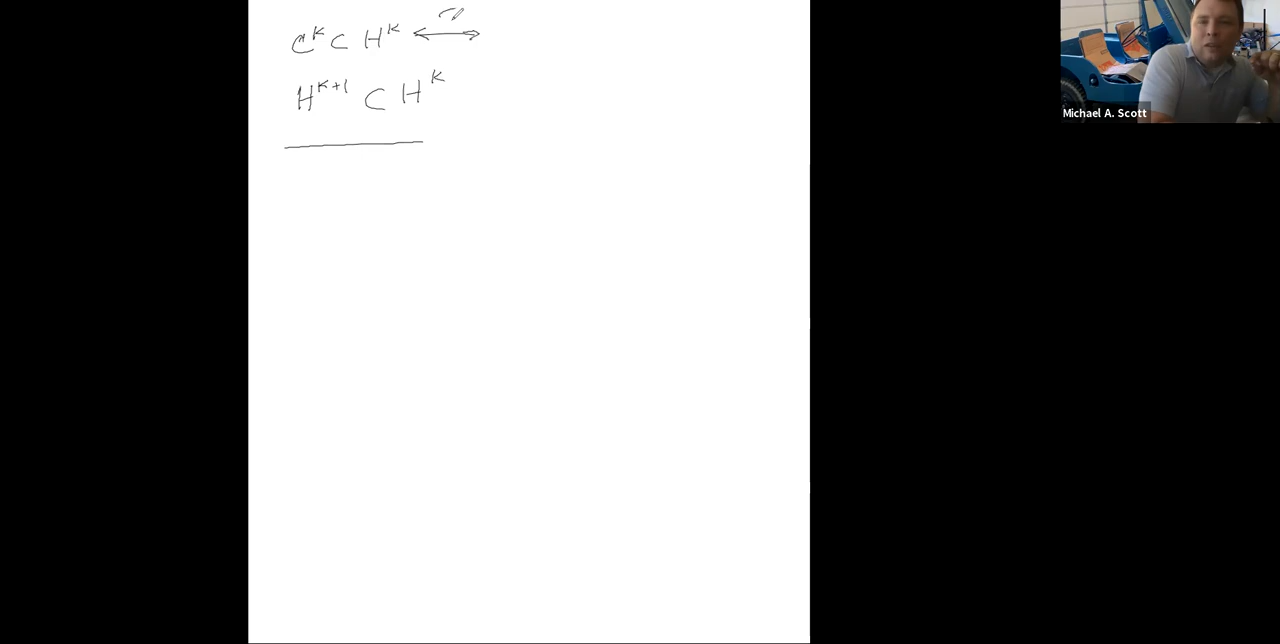 C^k ⊂ H^k ⟷
H^{k+1} ⊂ H^k
Michael A. Scott